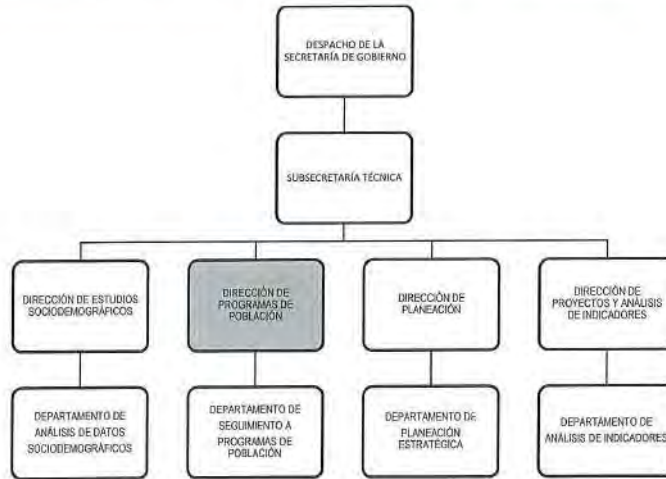 DESPACHO DE LA
SECRETARÍA DE GOBIERNO
SUBSECRETARÍA TÉCNICA
DIRECCIÓN DE ESTUDIOS
SOCIODEMOGRÁFICOS
DIRECCIÓN DE
PROGRAMAS DE
POBLACIÓN
DIRECCIÓN DE
PLANEACIÓN
DIRECCIÓN DE
PROYECTOS Y ANÁLISIS
DE INDICADORES
DEPARTAMENTO DE
ANÁLISIS DE DATOS
SOCIODEMOGRÁFICOS
DEPARTAMENTO DE
SEGUIMIENTO A
PROGRAMAS DE
POBLACIÓN
DEPARTAMENTO DE
PLANEACIÓN
ESTRATÉGICA
DEPARTAMENTO DE
ANÁLISIS DE INDICADORES